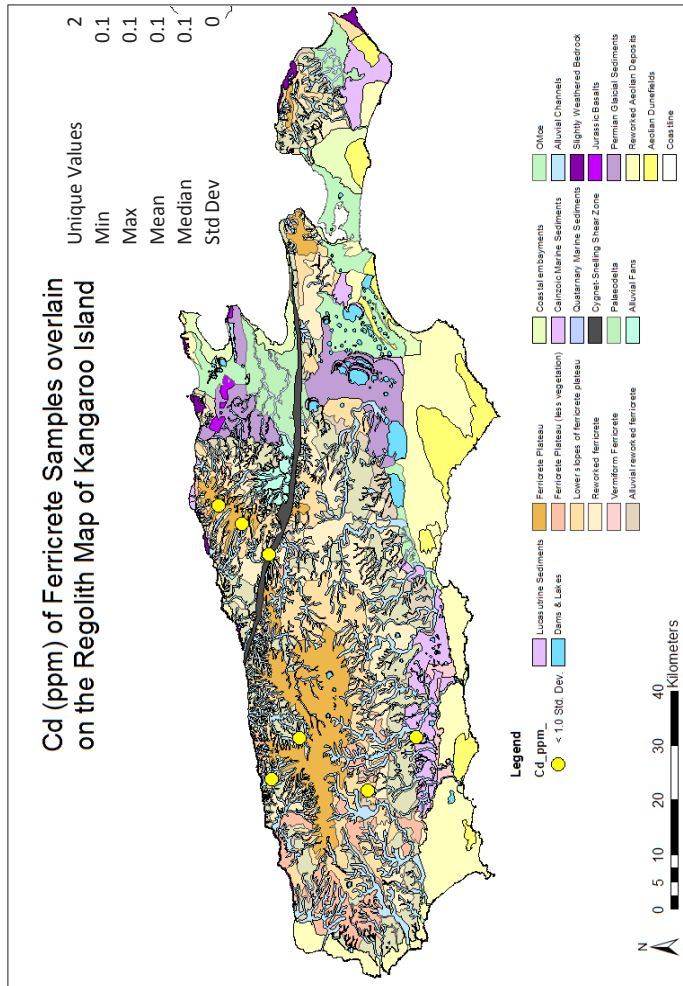 Cd (ppm) of Ferricrete Samples overlain
on the Regolith Map of Kangaroo Island
Unique Values 2
Min 0.1
Max 0.1
Mean 0.1
Median 0.1
Std Dev 0
Legend
Cd_ppm_
< 1.0 Std. Dev.
Lucasutrine Sediments
Dams & Lakes
Ferricrete Plateau
Ferricrete Plateau (less vegetation)
Lower slopes of ferricrete plateau
Reworked ferricrete
Vermiform Ferricrete
Alluvial reworked ferricrete
Coastal embayments
Cainzoic Marine Sediments
Quatarnary Marine Sediments
Cygnet-Snelling Shear Zone
Palaeodelta
Alluvial Fans
OMce
Alluvial Channels
Slightly Weathered Bedrock
Jurassic Basalts
Permian Glaicial Sediments
Reworked Aeolian Deposits
Aeolian Dunefields
Coastline
N
0 5 10 20 30 40
Kilometers